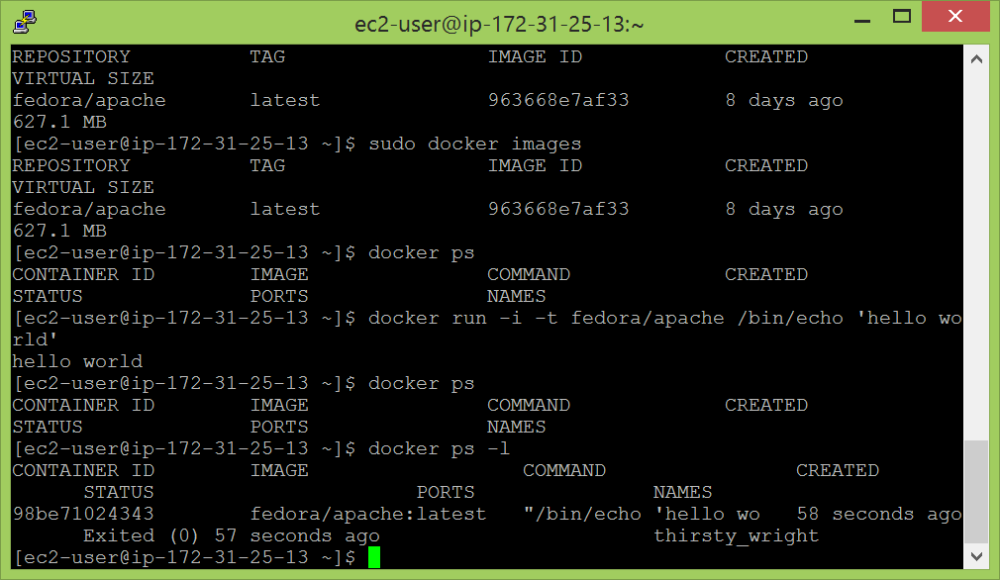 ec2-user@ip-172-31-25-13:~
REPOSITORY          TAG                 IMAGE ID            CREATED
VIRTUAL SIZE
fedora/apache       latest              963668e7af33        8 days ago
627.1 MB
[ec2-user@ip-172-31-25-13 ~]$ sudo docker images
REPOSITORY          TAG                 IMAGE ID            CREATED
VIRTUAL SIZE
fedora/apache       latest              963668e7af33        8 days ago
627.1 MB
[ec2-user@ip-172-31-25-13 ~]$ docker ps
CONTAINER ID        IMAGE               COMMAND             CREATED
STATUS              PORTS               NAMES
[ec2-user@ip-172-31-25-13 ~]$ docker run -i -t fedora/apache /bin/echo 'hello wo
rld'
hello world
[ec2-user@ip-172-31-25-13 ~]$ docker ps
CONTAINER ID        IMAGE               COMMAND             CREATED
STATUS              PORTS               NAMES
[ec2-user@ip-172-31-25-13 ~]$ docker ps -l
CONTAINER ID        IMAGE                  COMMAND                CREATED
      STATUS                      PORTS               NAMES
98be71024343        fedora/apache:latest   "/bin/echo 'hello wo   58 seconds ago
      Exited (0) 57 seconds ago                       thirsty_wright
[ec2-user@ip-172-31-25-13 ~]$